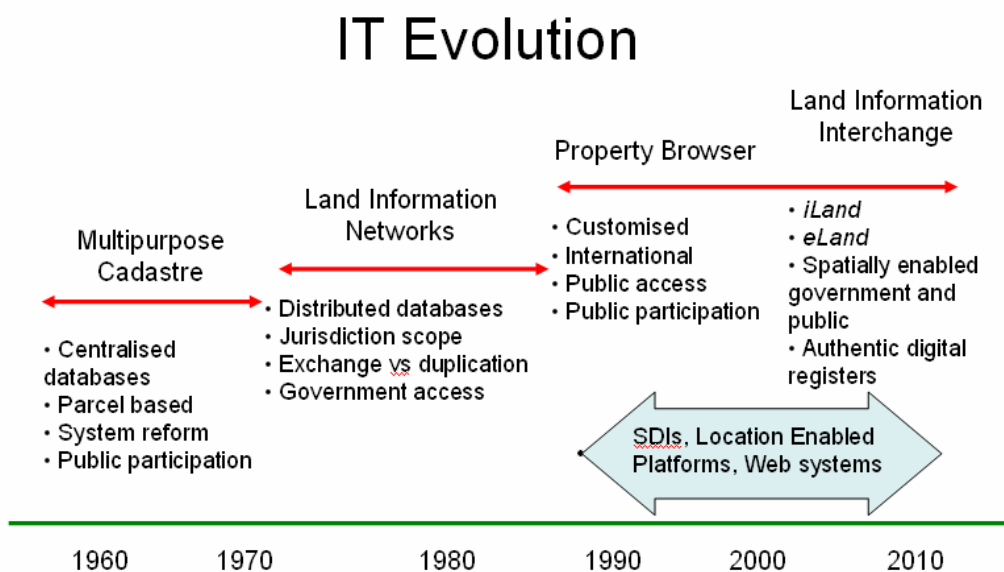 IT Evolution
Multipurpose
Cadastre
• Centralised
databases
• Parcel based
• System reform
• Public participation
Land Information
Networks
• Distributed databases
• Jurisdiction scope
• Exchange vs duplication
• Government access
Property Browser
• Customised
• International
• Public access
• Public participation
Land Information
Interchange
• iLand
• eLand
• Spatially enabled
government and
public
• Authentic digital
registers
SDIs, Location Enabled
Platforms, Web systems
1960 1970 1980 1990 2000 2010